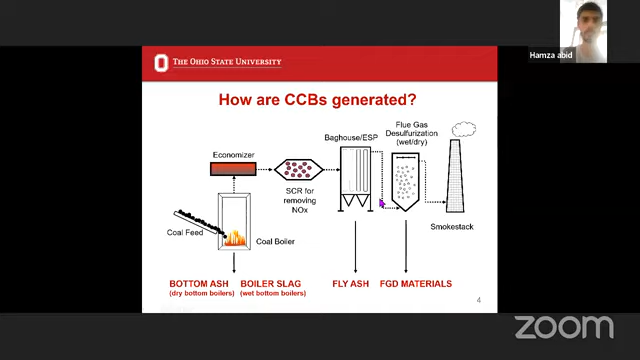 Hamza abid
THE OHIO STATE UNIVERSITY
How are CCBs generated?
Flue Gas
Desulfurization
(wet/dry)
Baghouse/ESP
Economizer
SCR for
removing
NOx
Smokestack
Coal Feed
Coal Boiler
BOTTOM ASH
(dry bottom boilers)
BOILER SLAG
(wet bottom boilers)
FLY ASH
FGD MATERIALS
4
zoom